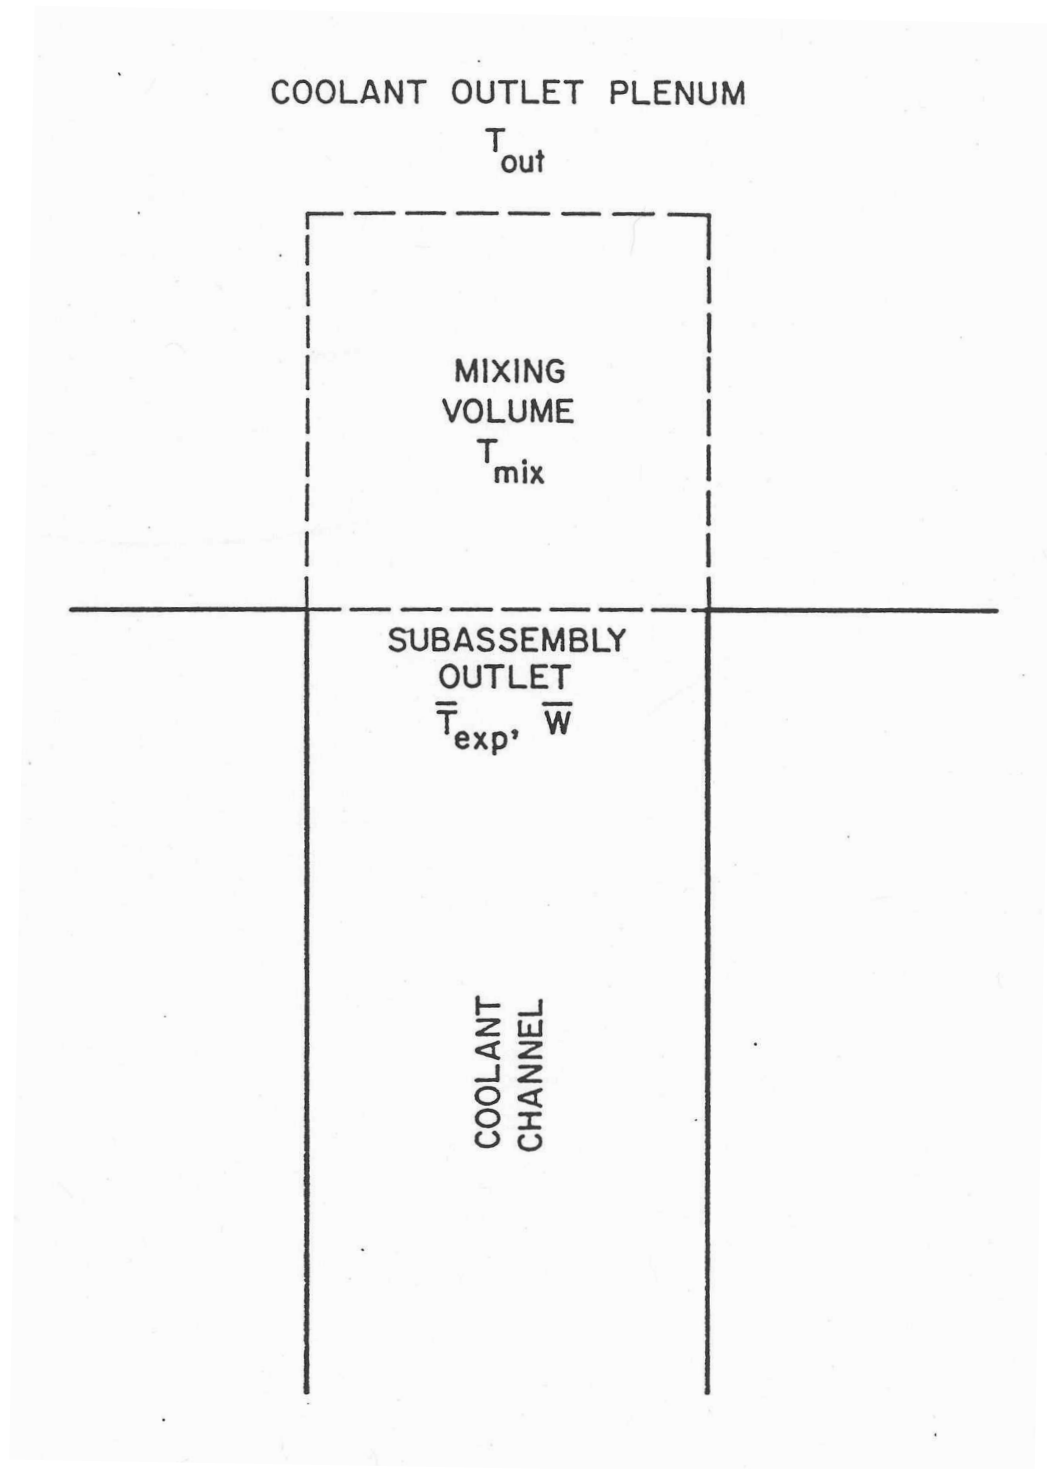 COOLANT OUTLET PLENUM
T_out
MIXING
VOLUME
T_mix
SUBASSEMBLY
OUTLET
T̿_exp, W̅
COOLANT
CHANNEL